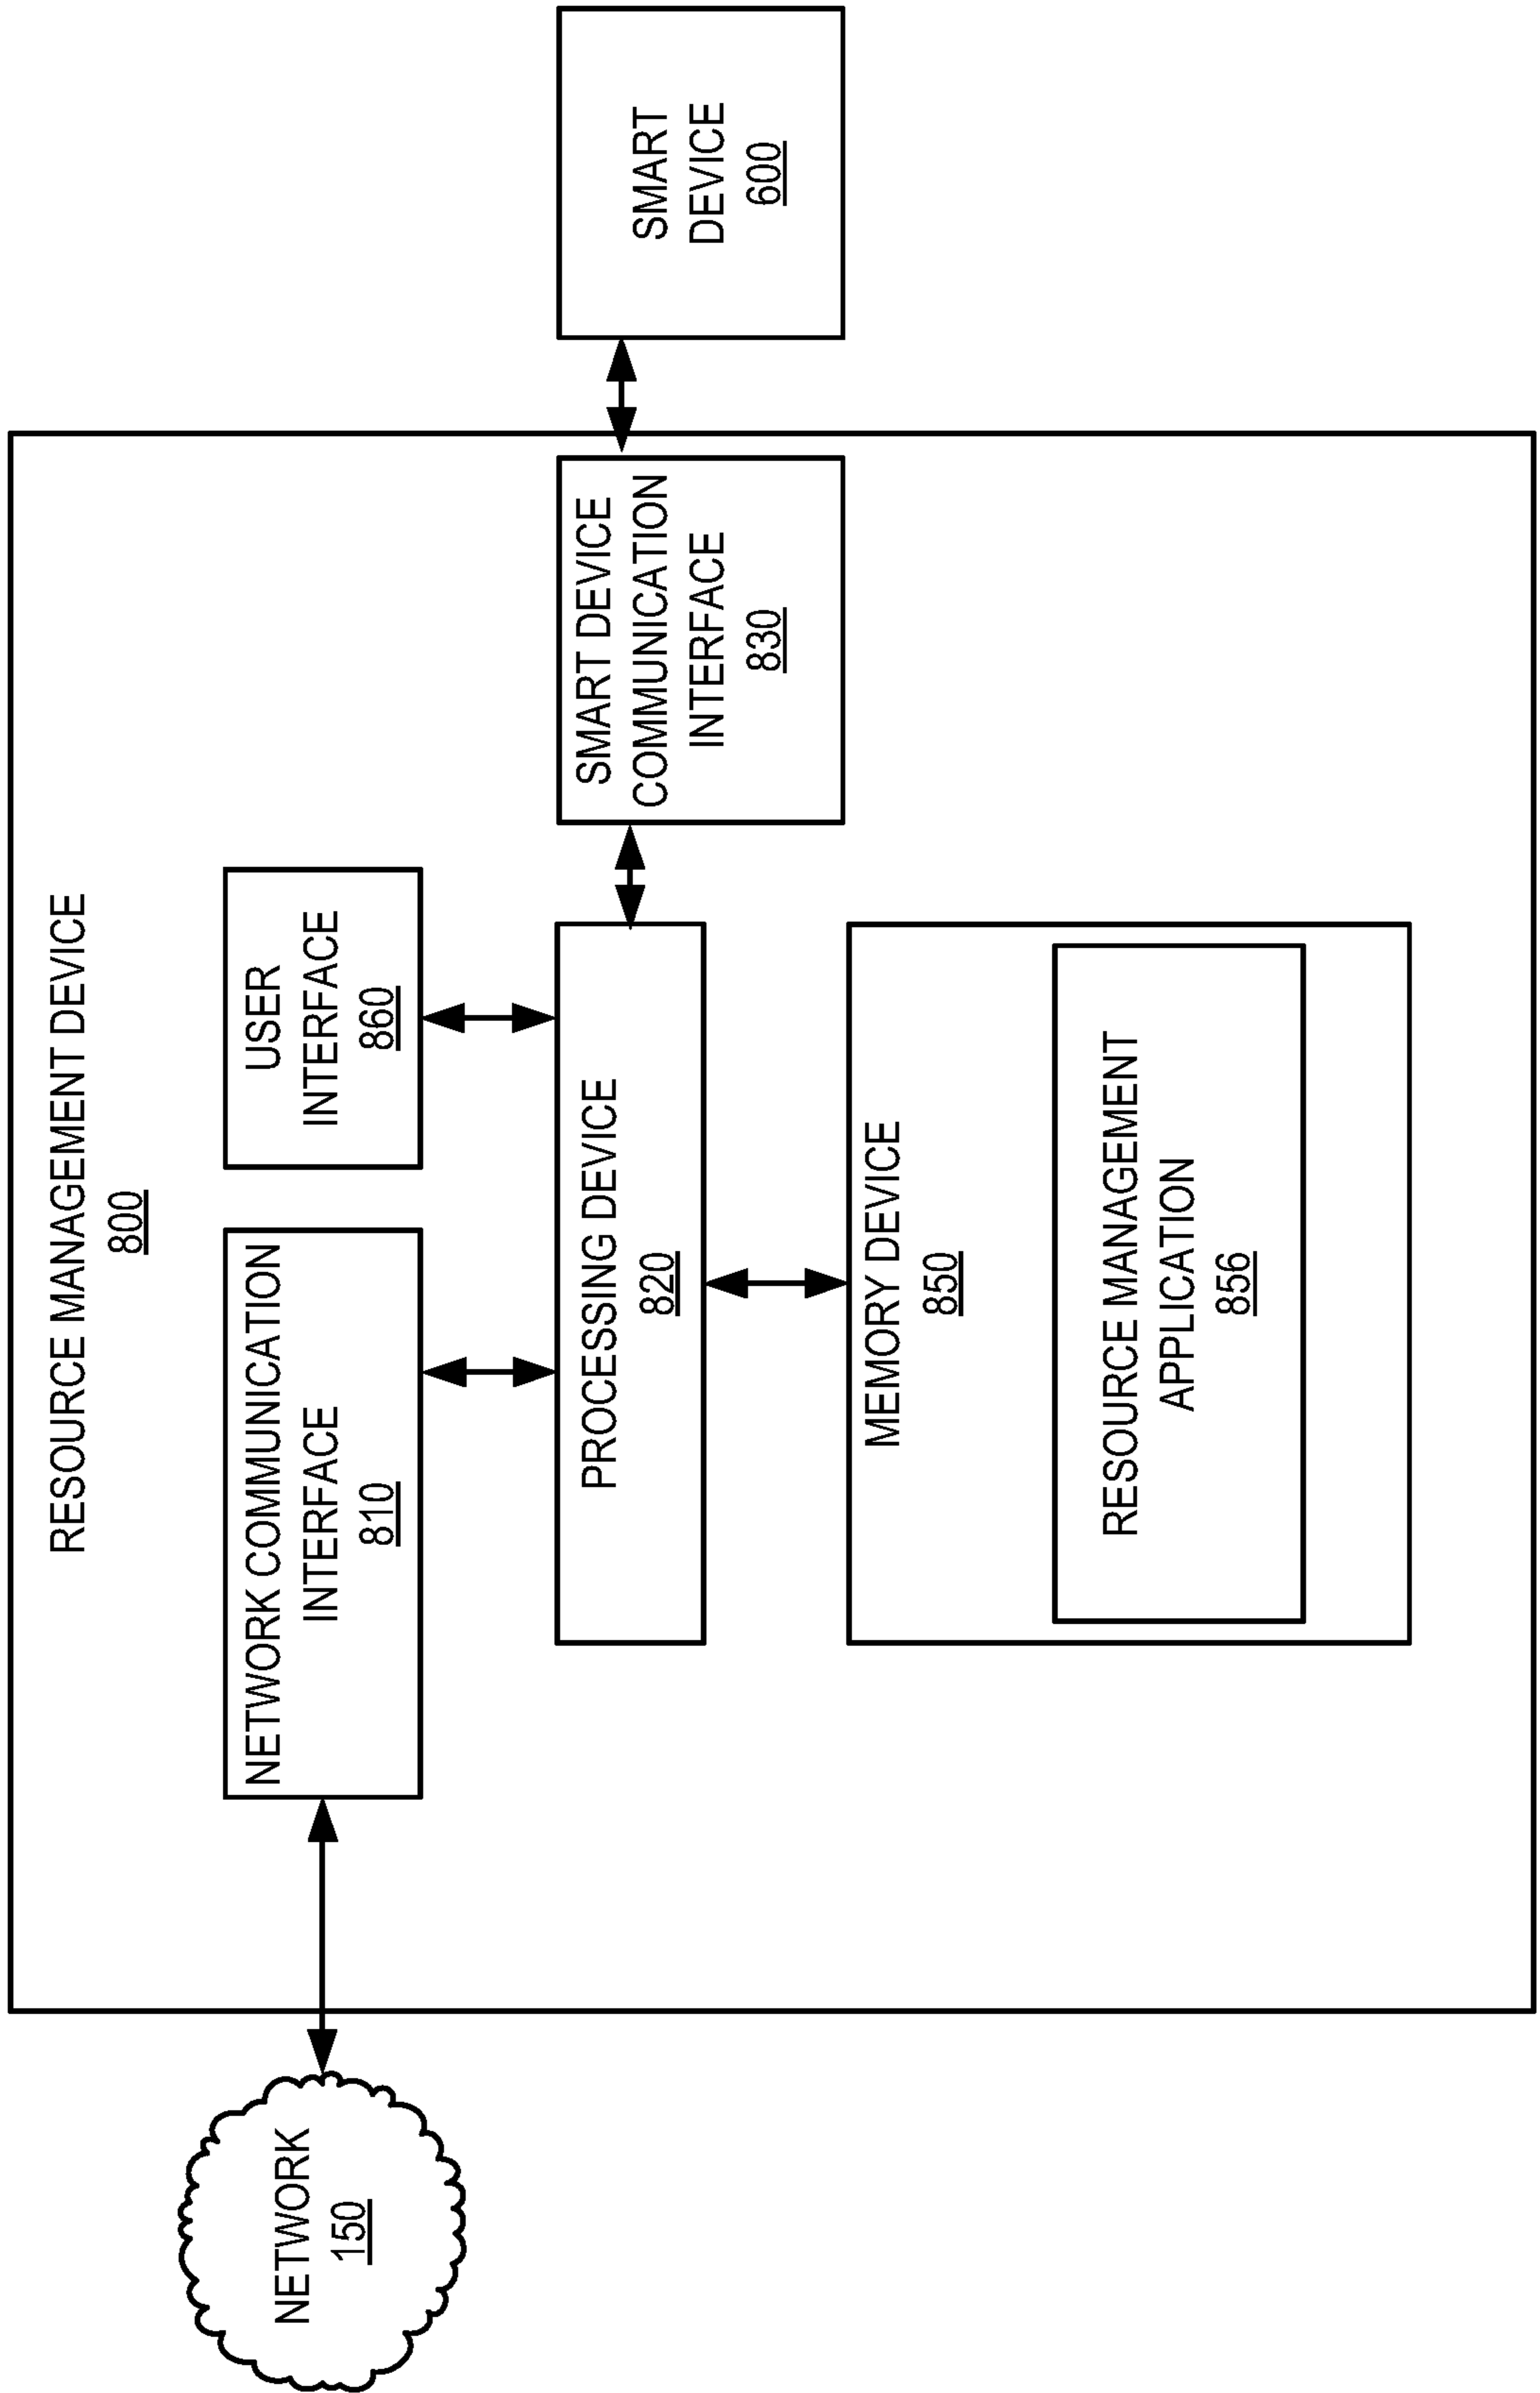 RESOURCE MANAGEMENT DEVICE
800
NETWORK
150
NETWORK COMMUNICATION
INTERFACE
810
USER
INTERFACE
860
PROCESSING DEVICE
820
SMART DEVICE
COMMUNICATION
INTERFACE
830
SMART
DEVICE
600
MEMORY DEVICE
850
RESOURCE MANAGEMENT
APPLICATION
856